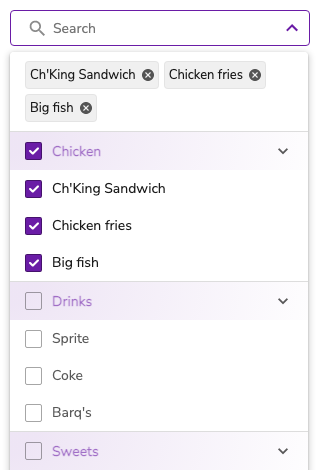 Search
Ch'King Sandwich Chicken fries
Big fish
Chicken
Ch'King Sandwich
Chicken fries
Big fish
Drinks
Sprite
Coke
Barq's
Sweets